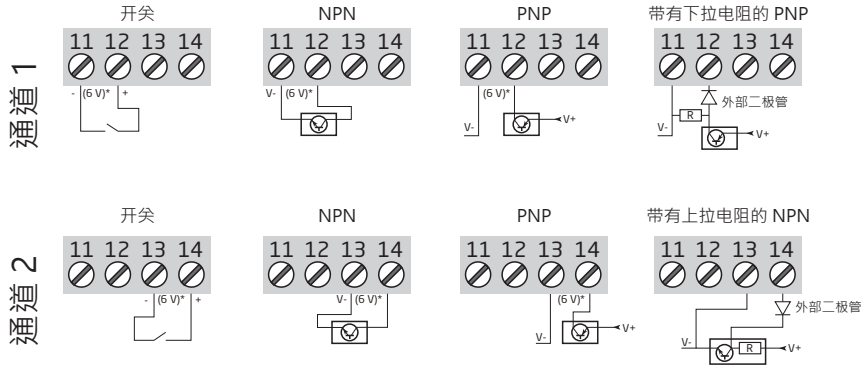 通道 1
开关 NPN PNP 带有下拉电阻的 PNP
11 12 13 14 11 12 13 14 11 12 13 14 11 12 13 14
- (6 V)* + V- (6 V)* (6 V)* 外部二极管
V- V+ V- R V+
通道 2
开关 NPN PNP 带有上拉电阻的 NPN
11 12 13 14 11 12 13 14 11 12 13 14 11 12 13 14
- (6 V)* + V- (6 V)* (6 V)* 外部二极管
V- V+ V- R V+